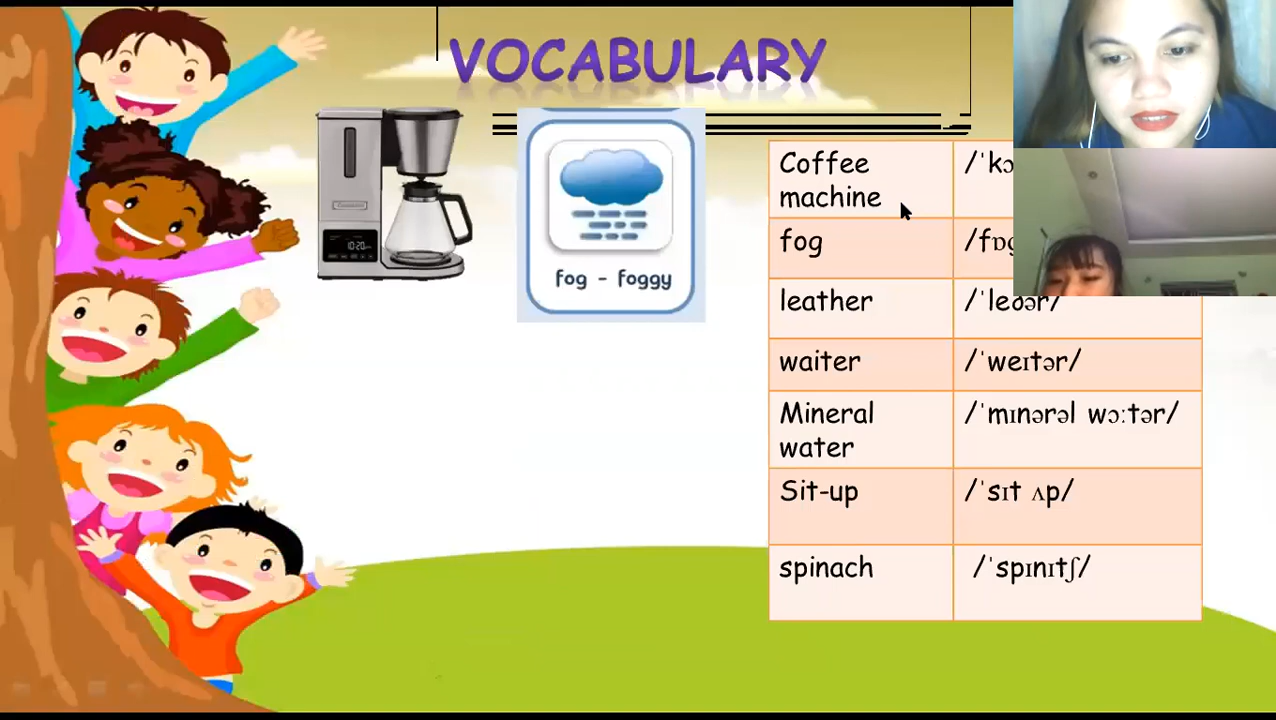 VOCABULARY
fog - foggy
Coffee
machine
fog
leather
/ˈleðər/
waiter
/ˈweɪtər/
Mineral
water
/ˈmɪnərəl wɔːtər/
Sit-up
/ˈsɪt ʌp/
spinach
/ˈspɪnɪtʃ/